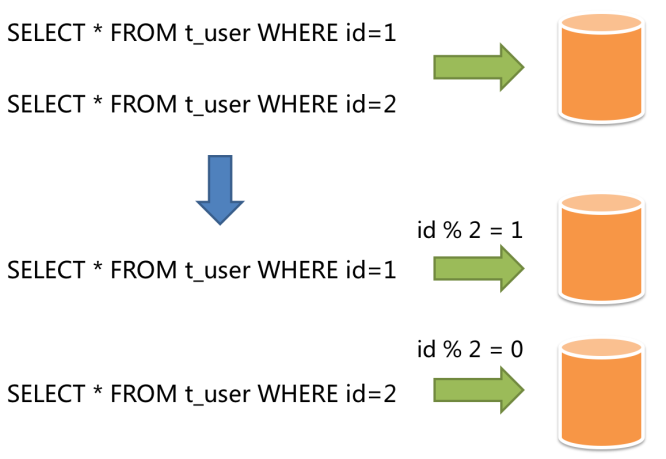 SELECT * FROM t_user WHERE id=1
SELECT * FROM t_user WHERE id=2
id % 2 = 1
SELECT * FROM t_user WHERE id=1
id % 2 = 0
SELECT * FROM t_user WHERE id=2